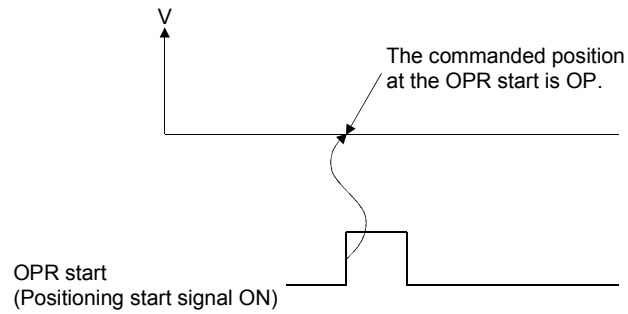 V
The commanded position
at the OPR start is OP.
OPR start
(Positioning start signal ON)